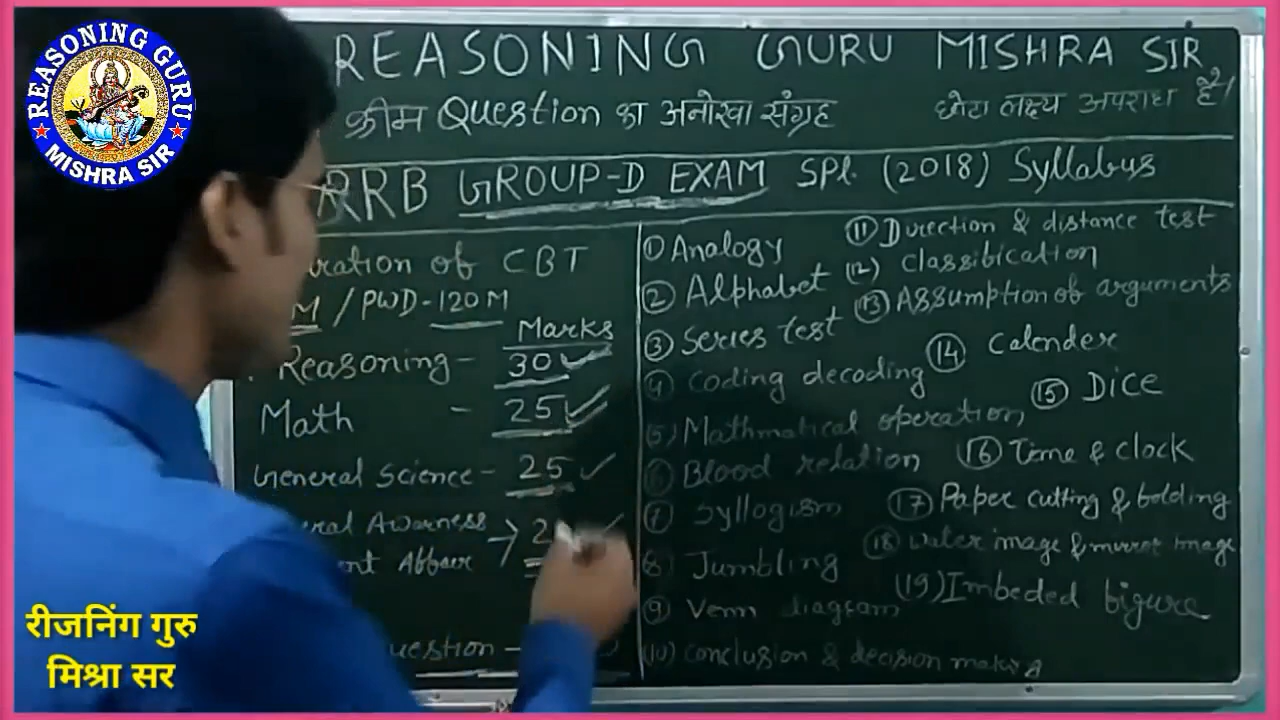 REASONING GURU
MISHRA SIR
REASONING GURU MISHRA SIR
क्रीम Question का अनोखा संग्रह
छोटा लक्ष्य अपराध है।
RRB GROUP-D EXAM Spl. (2018) Syllabus
ration of CBT
M / PWD-120 M
Marks
Reasoning - 30
Math - 25
General Science - 25
ral Awarness
nt Affair
uestion -
① Analogy
② Alphabet
③ Series test
④ Coding decoding
(5) Mathmatical operation
⑥ Blood relation
⑦ Syllogism
(8) Jumbling
⑨ Venn diagram
(10) Conclusion & decision making
⑪ Direction & distance test
(12) classification
⑬ Assumption of arguments
⑭ Calender
⑮ Dice
⑯ Time & clock
⑰ Paper cutting & folding
⑱ water image & mirror image
(19) Imbeded figure
रीजनिंग गुरु
मिश्रा सर